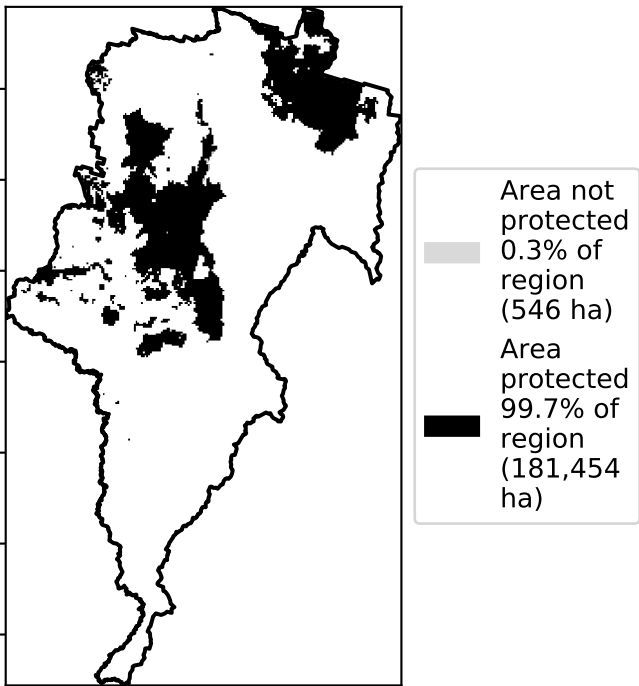 Area not
protected
0.3% of
region
(546 ha)
Area
protected
99.7% of
region
(181,454
ha)